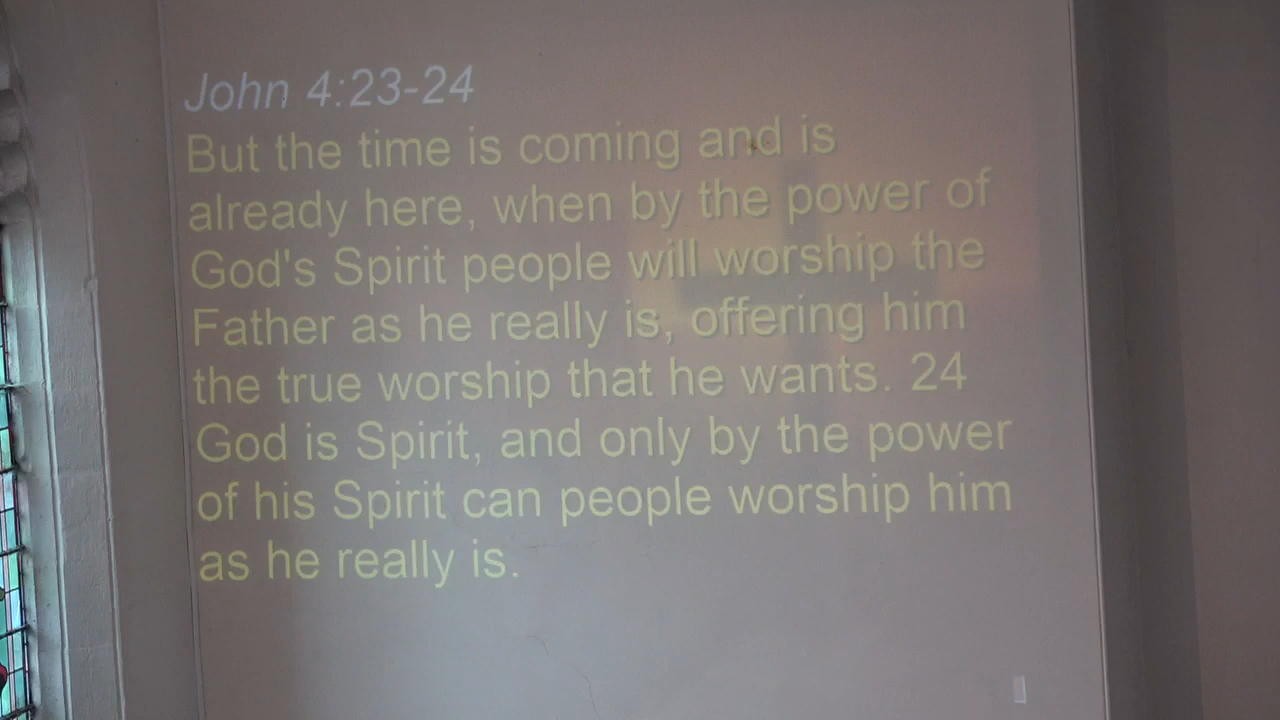 John 4:23-24
But the time is coming and is
already here, when by the power of
God's Spirit people will worship the
Father as he really is, offering him
the true worship that he wants. 24
God is Spirit, and only by the power
of his Spirit can people worship him
as he really is.